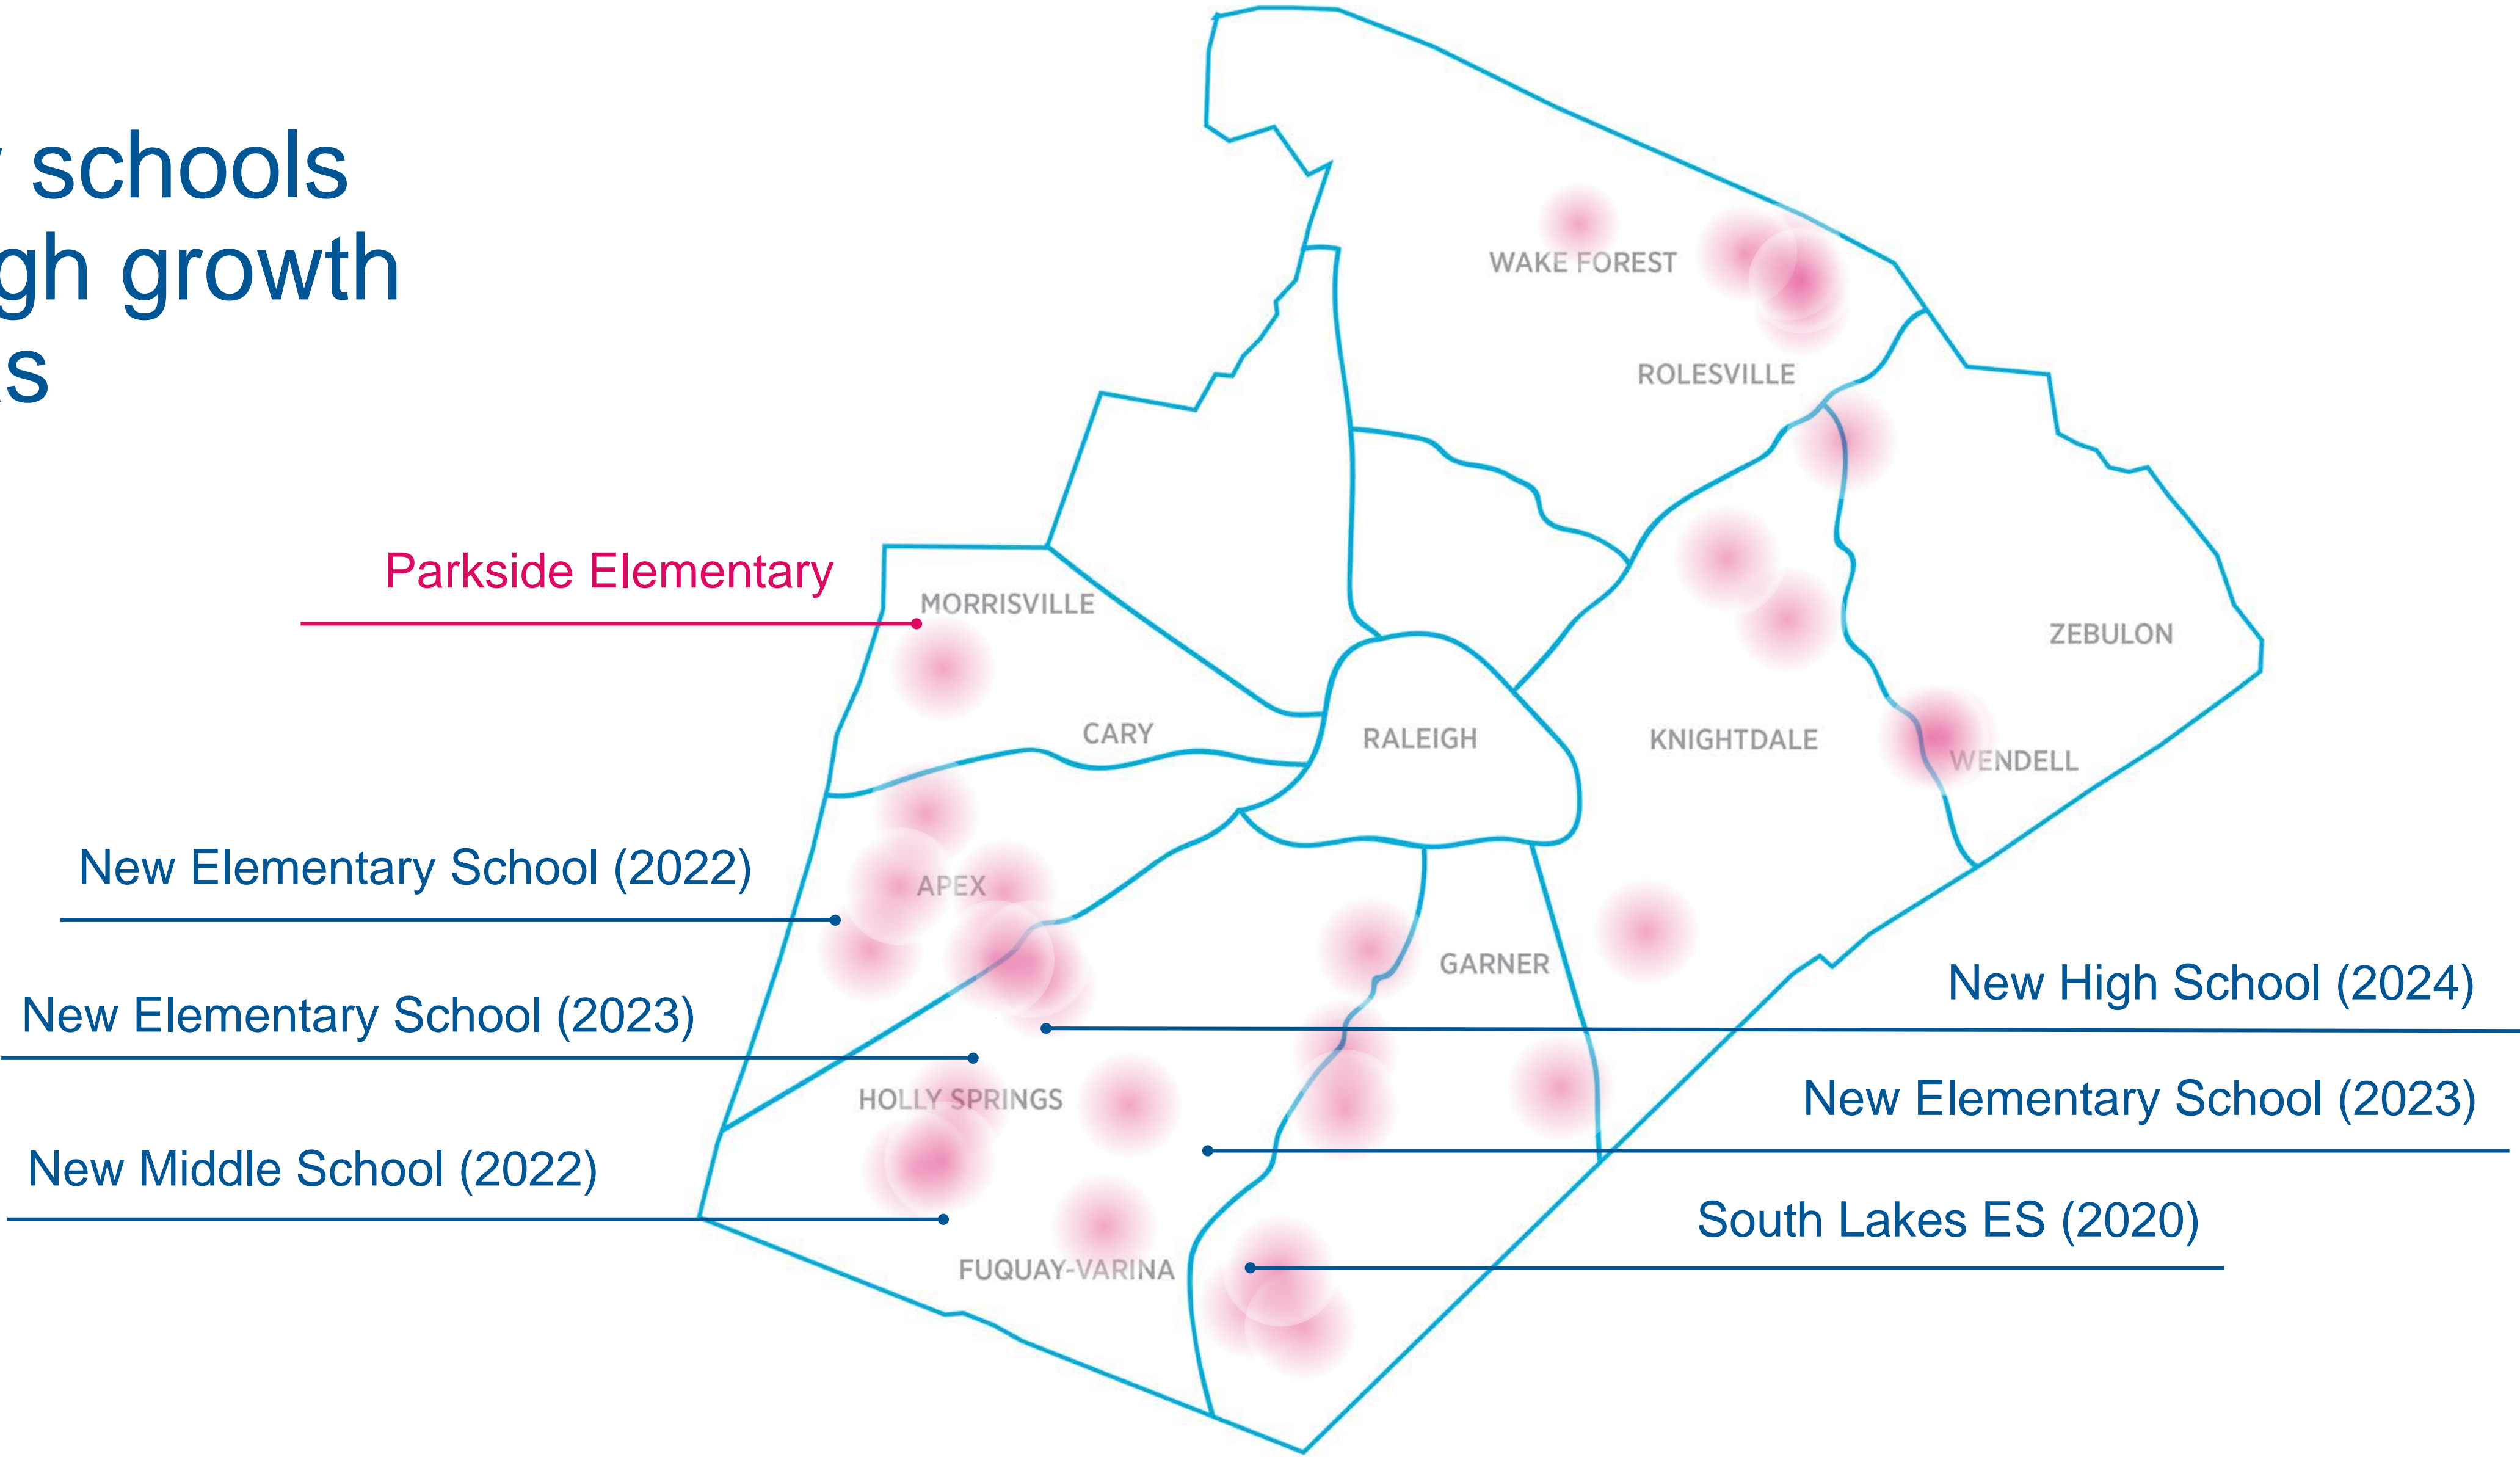 schools
growth
WAKE FOREST
ROLESVILLE
Parkside Elementary
MORRISVILLE
ZEBULON
CARY
RALEIGH
KNIGHTDALE
WENDELL
New Elementary School (2022)
APEX
GARNER
New High School (2024)
New Elementary School (2023)
HOLLY SPRINGS
New Elementary School (2023)
New Middle School (2022)
South Lakes ES (2020)
FUQUAY-VARINA